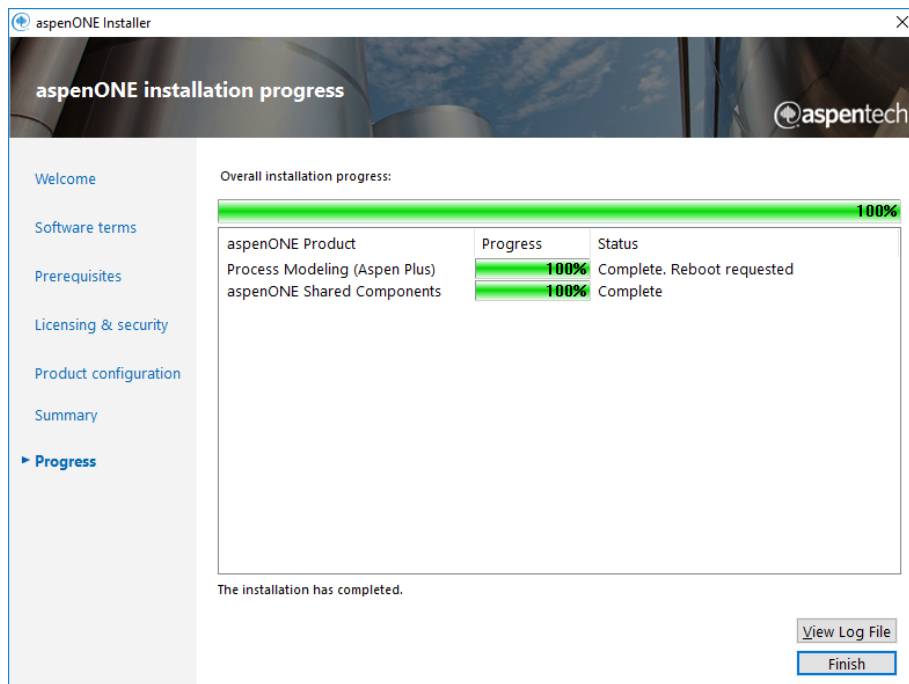 aspenONE Installer
aspenONE installation progress
aspentech
Welcome
Software terms
Prerequisites
Licensing & security
Product configuration
Summary
Progress
Overall installation progress:
100%
aspenONE Product Progress Status
Process Modeling (Aspen Plus) 100% Complete. Reboot requested
aspenONE Shared Components 100% Complete
The installation has completed.
View Log File
Finish